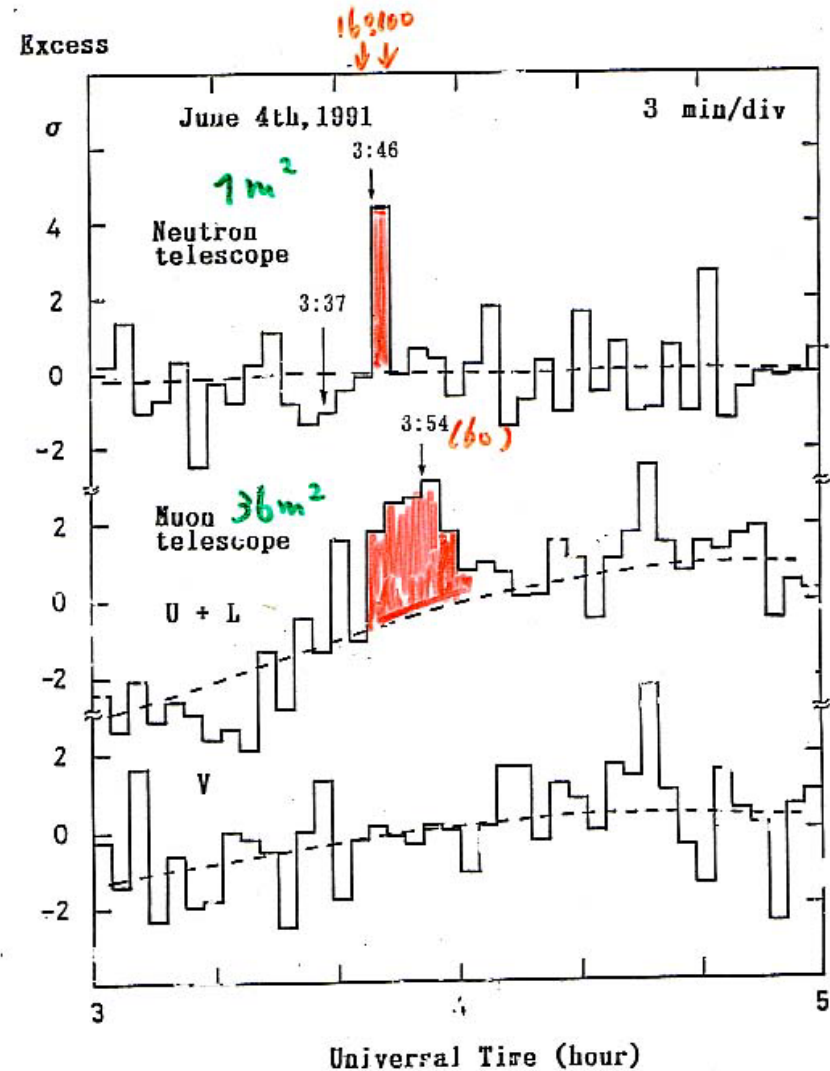 Excess
June 4th, 1991
3 min/div
σ
3:46
1 m²
4
Neutron
telescope
2
3:37
0
3:54 (60)
-2
Muon 36 m²
telescope
2
0
U + L
-2
2
V
0
-2
3
4
5
Universal Time (hour)